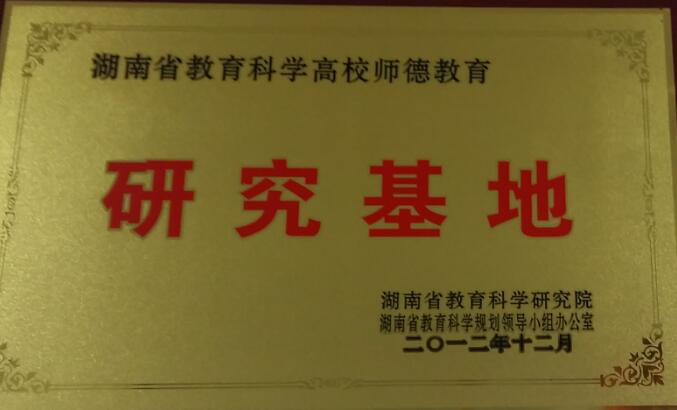 湖南省教育科学高校师德教育
研究基地
湖南省教育科学研究院
湖南省教育科学规划领导小组办公室
二〇一二年十二月